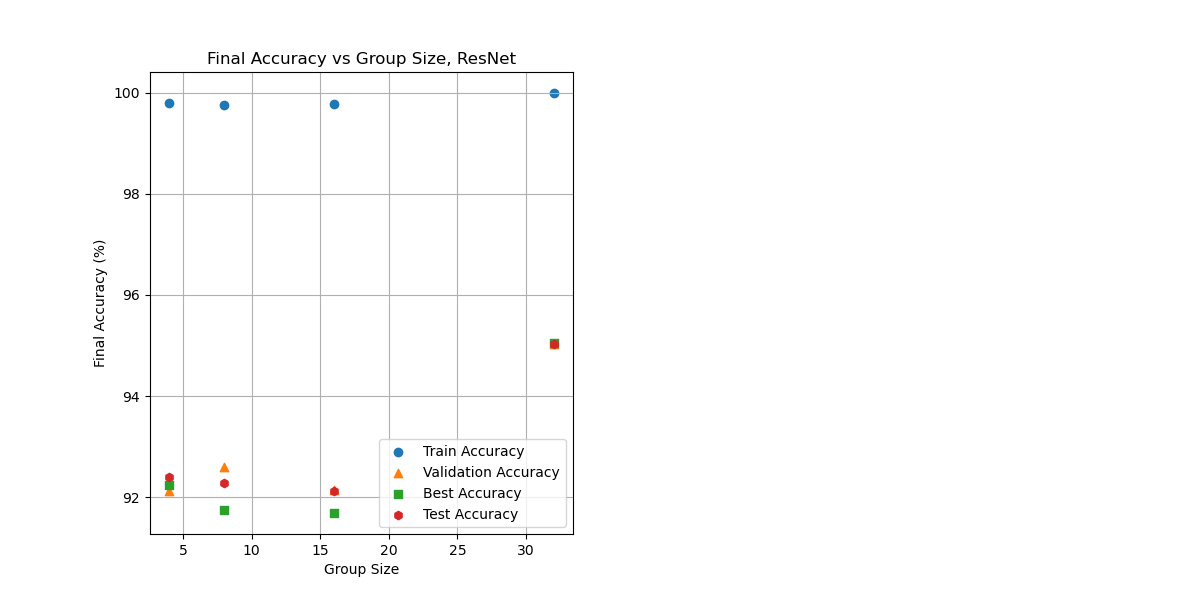 Final Accuracy vs Group Size, ResNet
100
98
96
94
92
Final Accuracy (%)
Train Accuracy
Validation Accuracy
Best Accuracy
Test Accuracy
5 10 15 20 25 30
Group Size